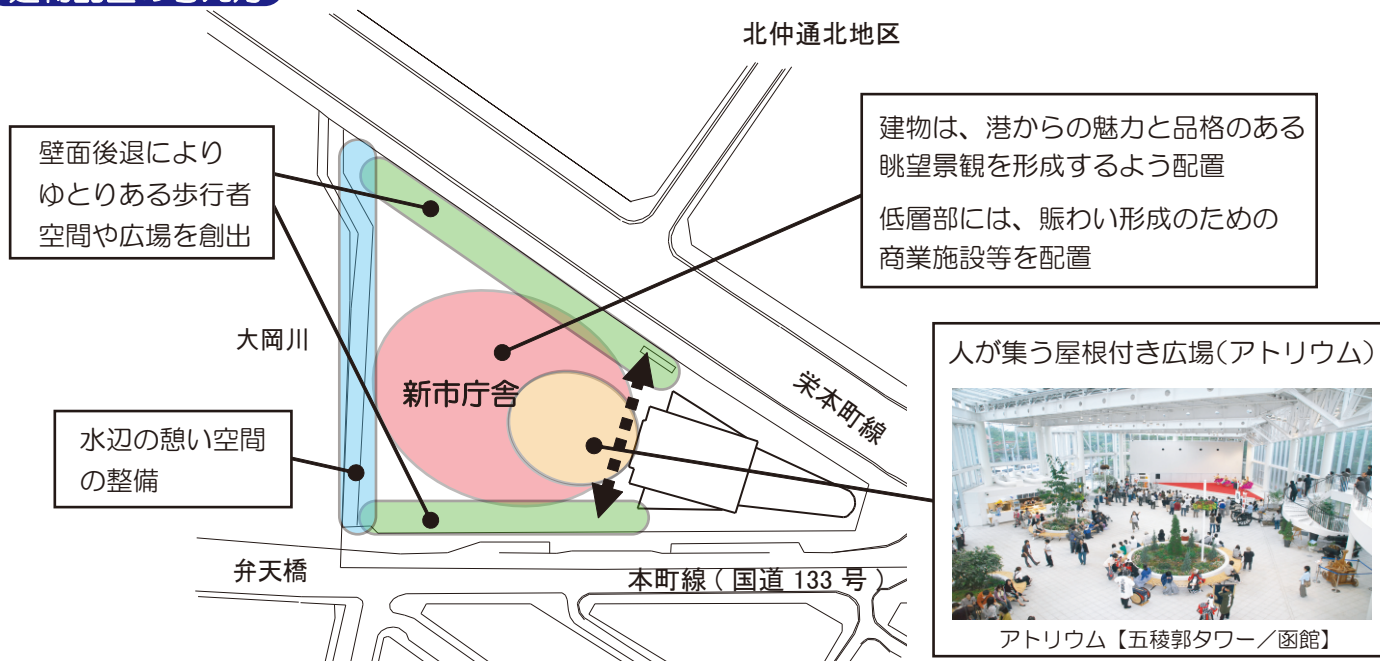 北仲通北地区
壁面後退により
ゆとりある歩行者
空間や広場を創出
建物は、港からの魅力と品格のある
眺望景観を形成するよう配置
低層部には、賑わい形成のための
商業施設等を配置
大岡川
新市庁舎
栄本町線
人が集う屋根付き広場(アトリウム)
水辺の憩い空間
の整備
弁天橋
本町線(国道 133 号)
アトリウム【五稜郭タワー/函館】